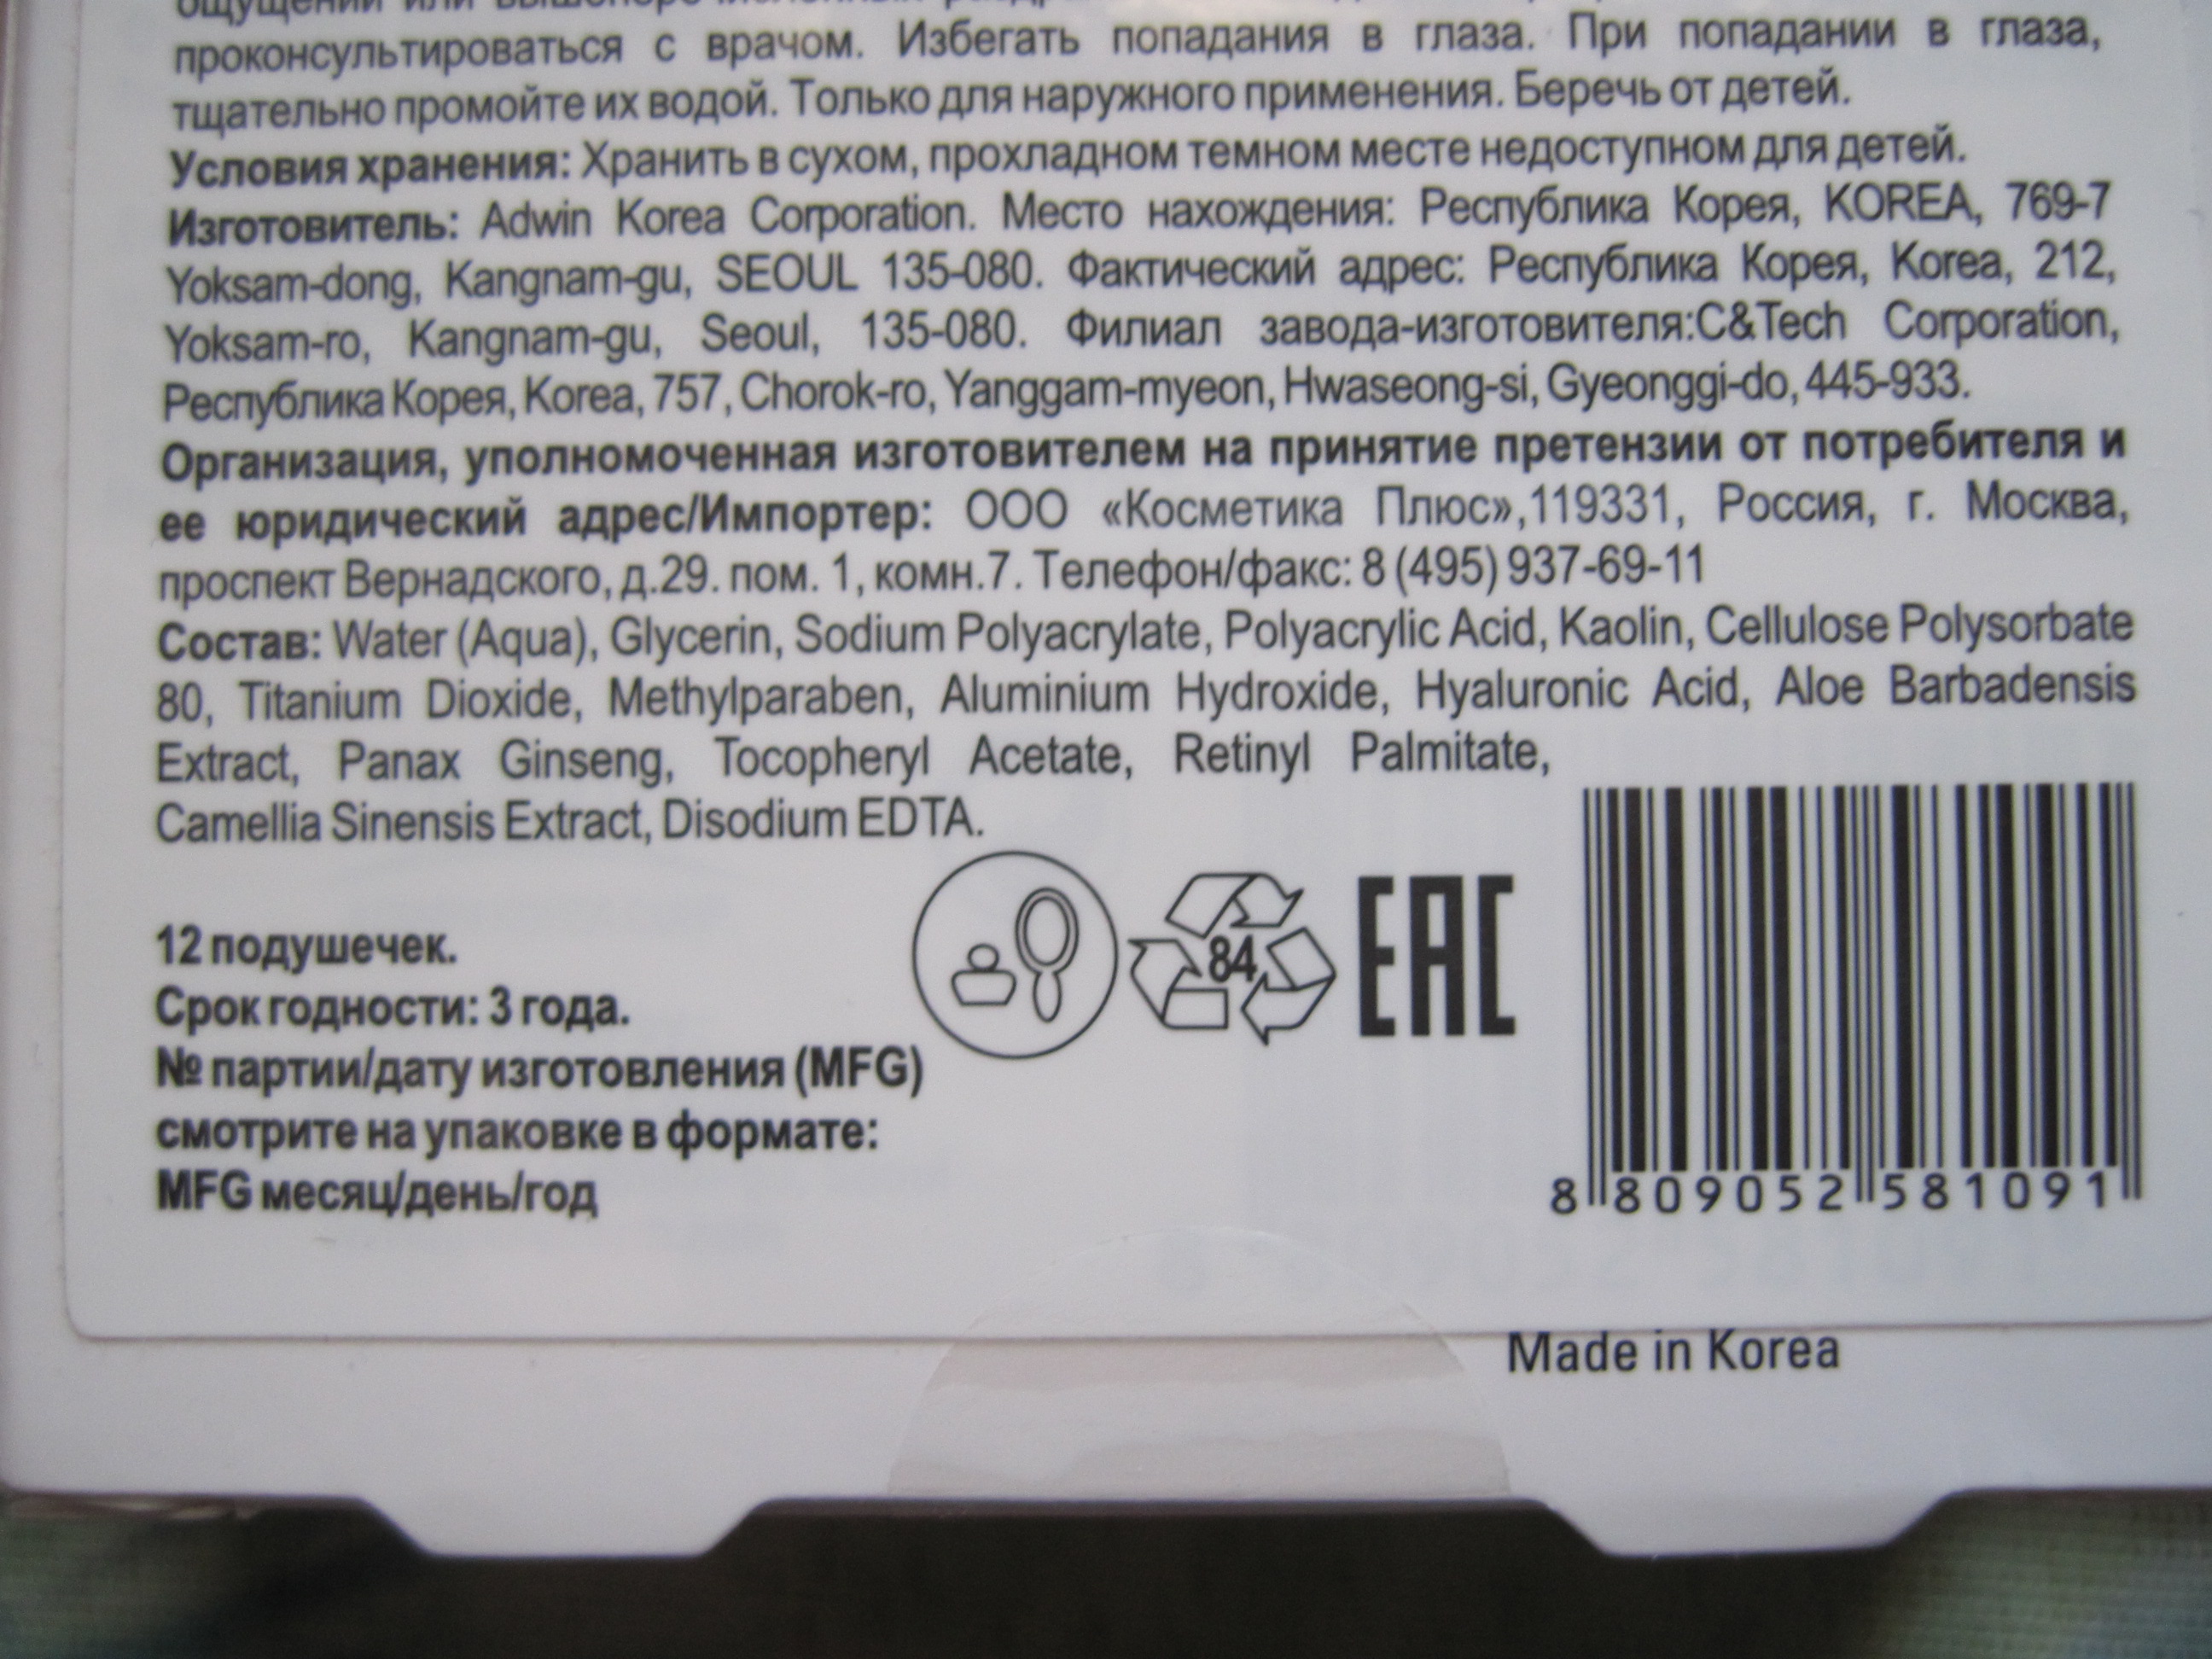 ощущений или
проконсультироваться с врачом. Избегать попадания в глаза. При попадании в глаза,
тщательно промойте их водой. Только для наружного применения. Беречь от детей.
Условия хранения: Хранить в сухом, прохладном темном месте недоступном для детей.
Изготовитель: Adwin Korea Corporation. Место нахождения: Республика Корея, KOREA, 769-7
Yoksam-dong, Kangnam-gu, SEOUL 135-080. Фактический адрес: Республика Корея, Korea, 212,
Yoksam-ro, Kangnam-gu, Seoul, 135-080. Филиал завода-изготовителя:C&Tech Corporation,
Республика Корея, Korea, 757, Chorok-ro, Yanggam-myeon, Hwaseong-si, Gyeonggi-do, 445-933.
Организация, уполномоченная изготовителем на принятие претензии от потребителя и
ее юридический адрес/Импортер: ООО «Косметика Плюс»,119331, Россия, г. Москва,
проспект Вернадского, д.29. пом. 1, комн.7. Телефон/факс: 8 (495) 937-69-11
Состав: Water (Aqua), Glycerin, Sodium Polyacrylate, Polyacrylic Acid, Kaolin, Cellulose Polysorbate
80, Titanium Dioxide, Methylparaben, Aluminium Hydroxide, Hyaluronic Acid, Aloe Barbadensis
Extract, Panax Ginseng, Tocopheryl Acetate, Retinyl Palmitate,
Camellia Sinensis Extract, Disodium EDTA.
84 EAC
12 подушечек.
Срок годности: 3 года.
№ партии/дату изготовления (MFG)
смотрите на упаковке в формате:
MFG месяц/день/год
8 809052 581091
Made in Korea